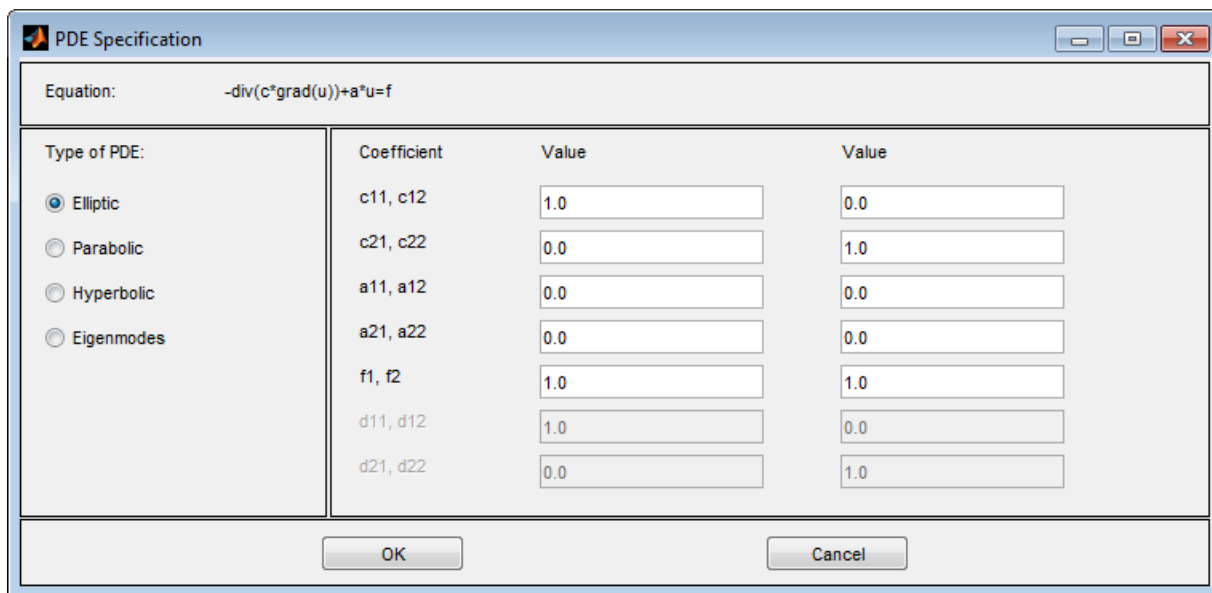 PDE Specification
Equation: -div(c*grad(u))+a*u=f
Type of PDE:
Elliptic
Parabolic
Hyperbolic
Eigenmodes
Coefficient Value Value
c11, c12 1.0 0.0
c21, c22 0.0 1.0
a11, a12 0.0 0.0
a21, a22 0.0 0.0
f1, f2 1.0 1.0
d11, d12 1.0 0.0
d21, d22 0.0 1.0
OK Cancel